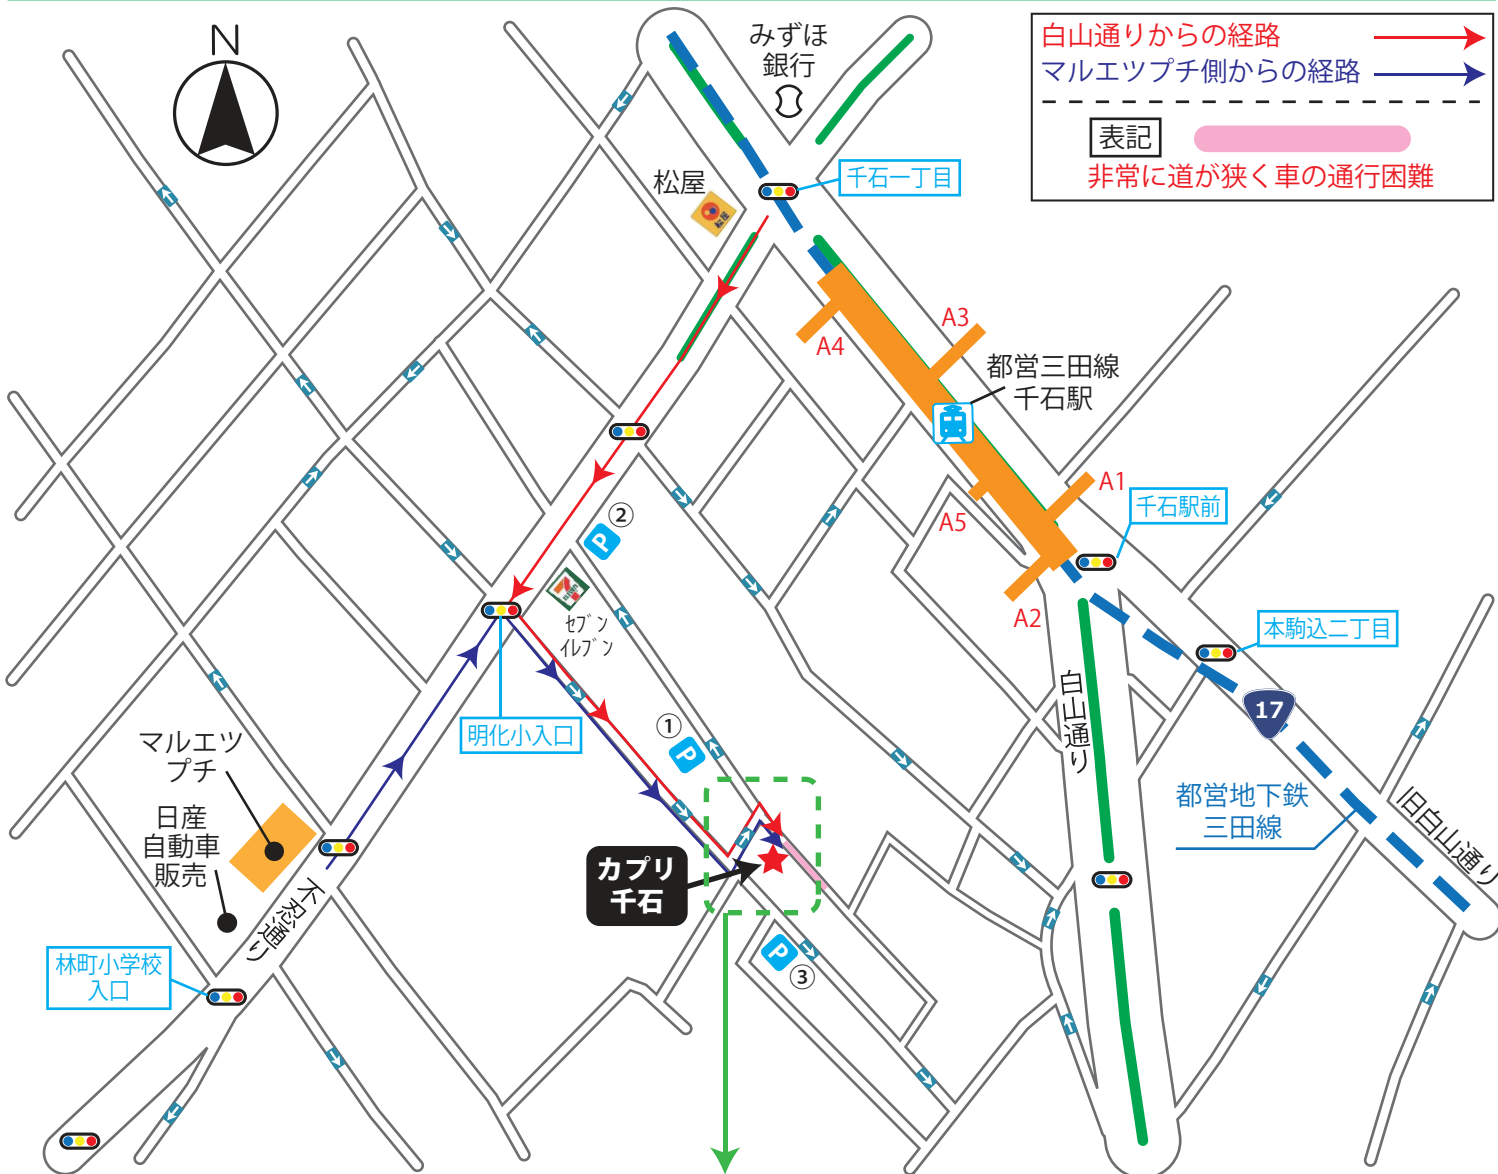 N
みずほ
銀行
白山通りからの経路
マルエツプチ側からの経路
表記
非常に道が狭く車の通行困難
松屋
千石一丁目
A3
A4
都営三田線
千石駅
A1
千石駅前
A5
②
P
セブン
イレブン
A2
本駒込二丁目
白山通り
17
①
P
明化小入口
マルエツ
プチ
日産
自動車
販売
都営地下鉄
三田線
旧白山通り
カプリ
千石
不忍通り
林町小学校
入口
P
③